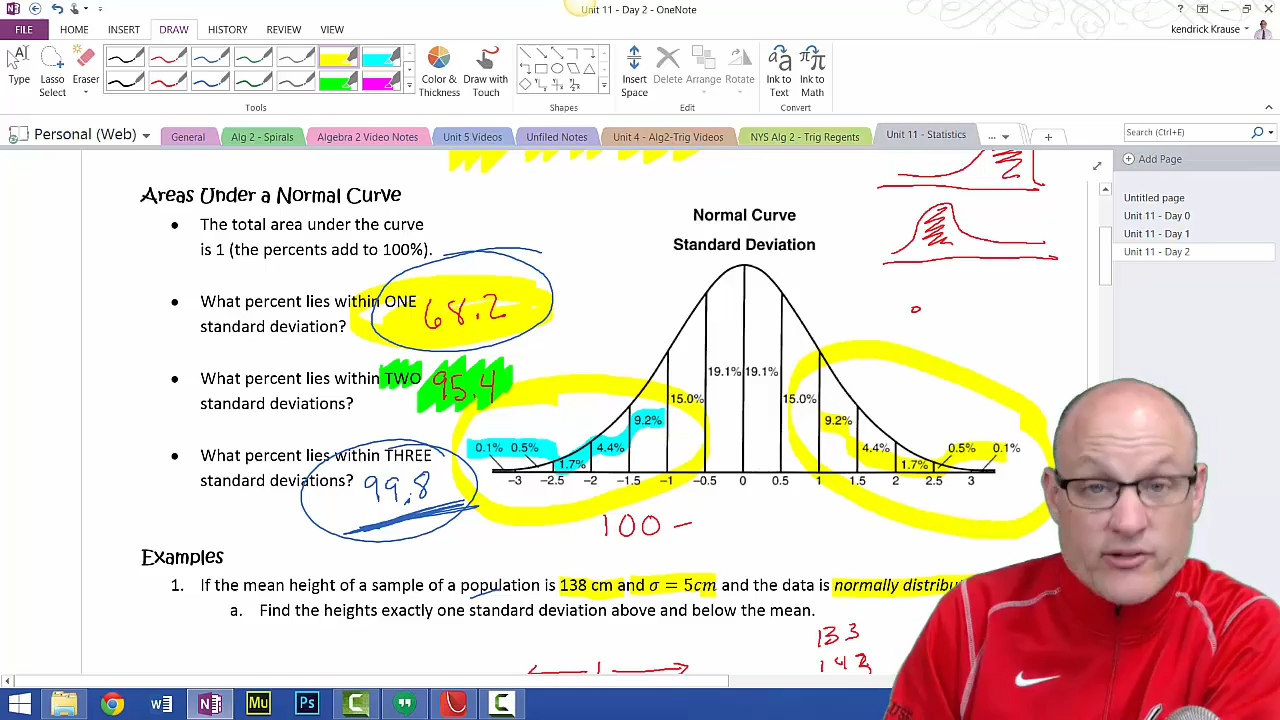 Unit 11 - Day 2 - OneNote
FILE HOME INSERT DRAW HISTORY REVIEW VIEW kendrick Krause
Type Lasso Select Eraser Color & Thickness Draw with Touch Insert Space Delete Arrange Rotate Ink to Text Ink to Math
Tools Shapes Edit Convert
Personal (Web) General Alg 2 - Spirals Algebra 2 Video Notes Unit 5 Videos Unfiled Notes Unit 4 - Alg2-Trig Videos NYS Alg 2 - Trig Regents Unit 11 - Statistics ... + Search (Ctrl+E)
Add Page
Untitled page
Unit 11 - Day 0
Unit 11 - Day 1
Unit 11 - Day 2
Areas Under a Normal Curve
• The total area under the curve
is 1 (the percents add to 100%).
• What percent lies within ONE
standard deviation?
68.2
• What percent lies within TWO
standard deviations?
95.4
• What percent lies within THREE
standard deviations?
99.8
Normal Curve
Standard Deviation
19.1% 19.1%
15.0% 15.0%
9.2% 9.2%
0.1% 0.5% 4.4% 4.4% 0.5% 0.1%
1.7% 1.7%
−3 −2.5 −2 −1.5 −1 −0.5 0 0.5 1 1.5 2 2.5 3
100 –
Examples
1. If the mean height of a sample of a population is 138 cm and σ = 5cm and the data is normally distribu
a. Find the heights exactly one standard deviation above and below the mean.
133
1
W Mu Ps